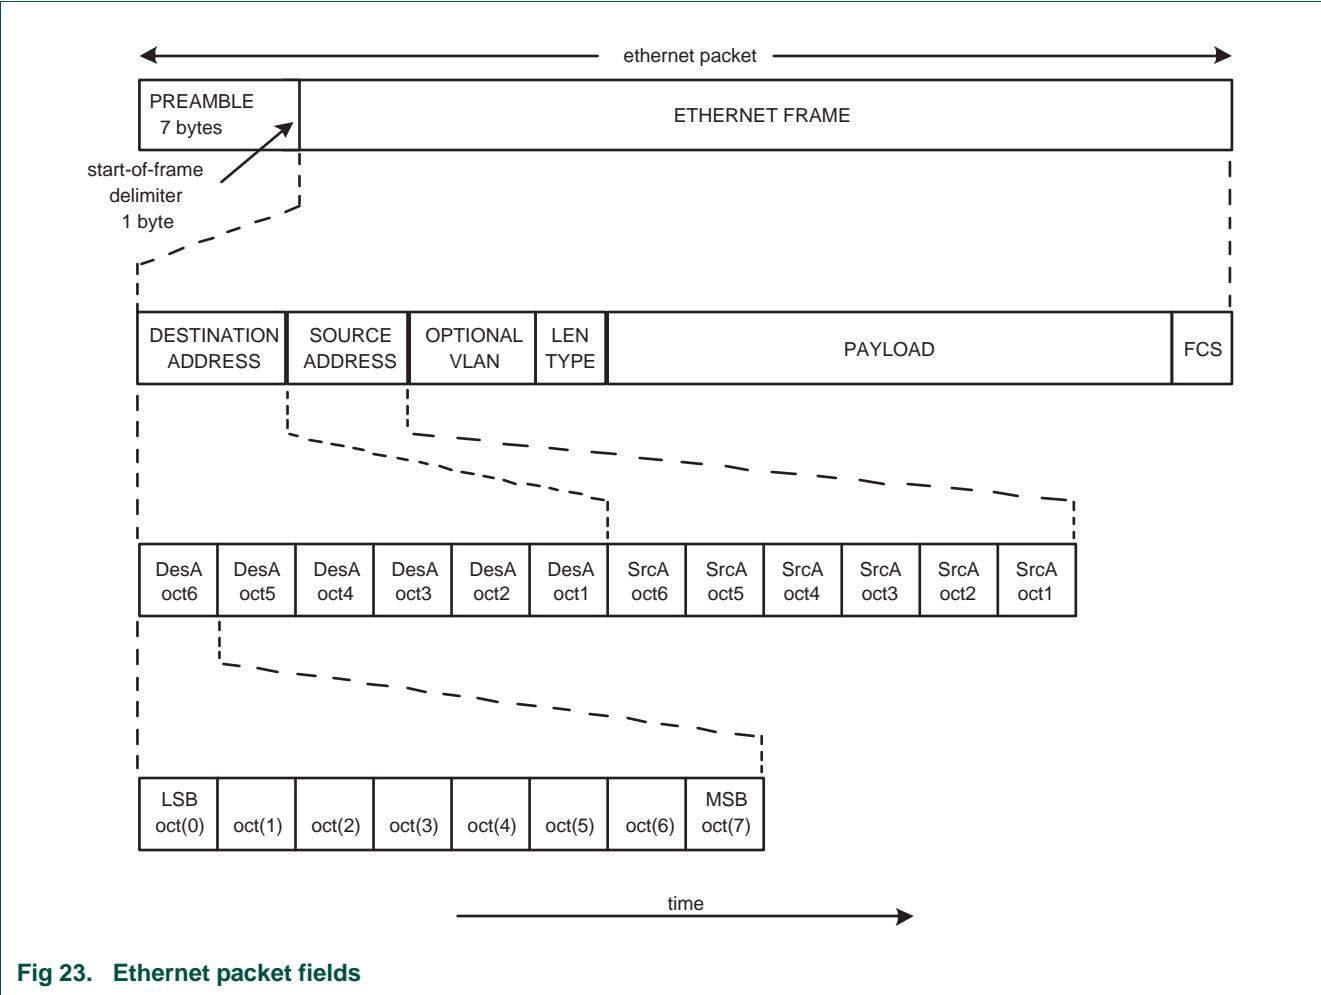 ethernet packet
PREAMBLE
7 bytes
ETHERNET FRAME
start-of-frame
delimiter
1 byte
DESTINATION
ADDRESS
SOURCE
ADDRESS
OPTIONAL
VLAN
LEN
TYPE
PAYLOAD
FCS
DesA
oct6
DesA
oct5
DesA
oct4
DesA
oct3
DesA
oct2
DesA
oct1
SrcA
oct6
SrcA
oct5
SrcA
oct4
SrcA
oct3
SrcA
oct2
SrcA
oct1
LSB
oct(0)
oct(1)
oct(2)
oct(3)
oct(4)
oct(5)
oct(6)
MSB
oct(7)
time
Fig 23. Ethernet packet fields